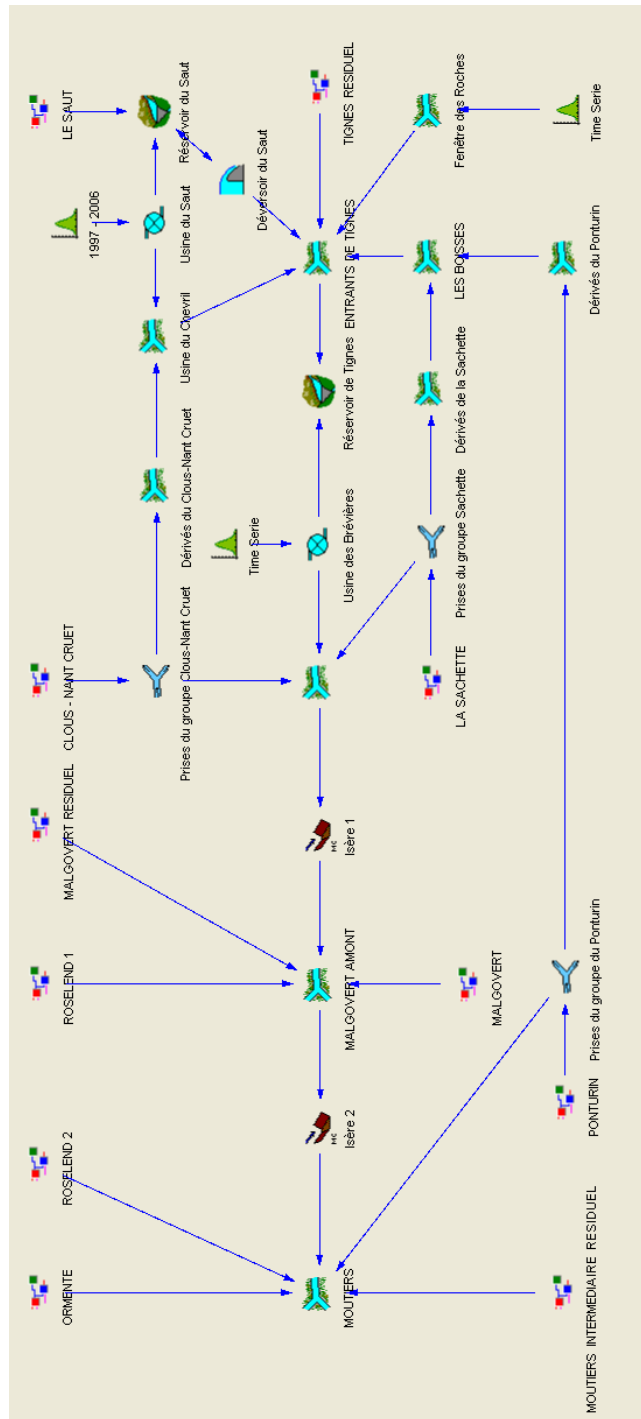 ORMENTE
ROSELEND 2
ROSELEND 1
MALGOVERT RESIDUEL
CLOUS - NANT CRUET
LE SAUT
1997 - 2006
Prises du groupe Clous-Nant Cruet
Dérivés du Clous-Nant Cruet
Usine du Chevril
Usine du Saut
Réservoir du Saut
Time Serie
Déversoir du Saut
MOUTIERS
MC
Isère 2
MALGOVERT AMONT
MC
Isère 1
Usine des Brévières
Réservoir de Tignes
ENTRANTS DE TIGNES
TIGNES RESIDUEL
LA SACHETTE
Prises du groupe Sachette
Dérivés de la Sachette
LES BOISSES
Fenêtre des Roches
MALGOVERT
MOUTIERS INTERMEDIAIRE RESIDUEL
PONTURIN
Prises du groupe du Ponturin
Dérivés du Ponturin
Time Serie